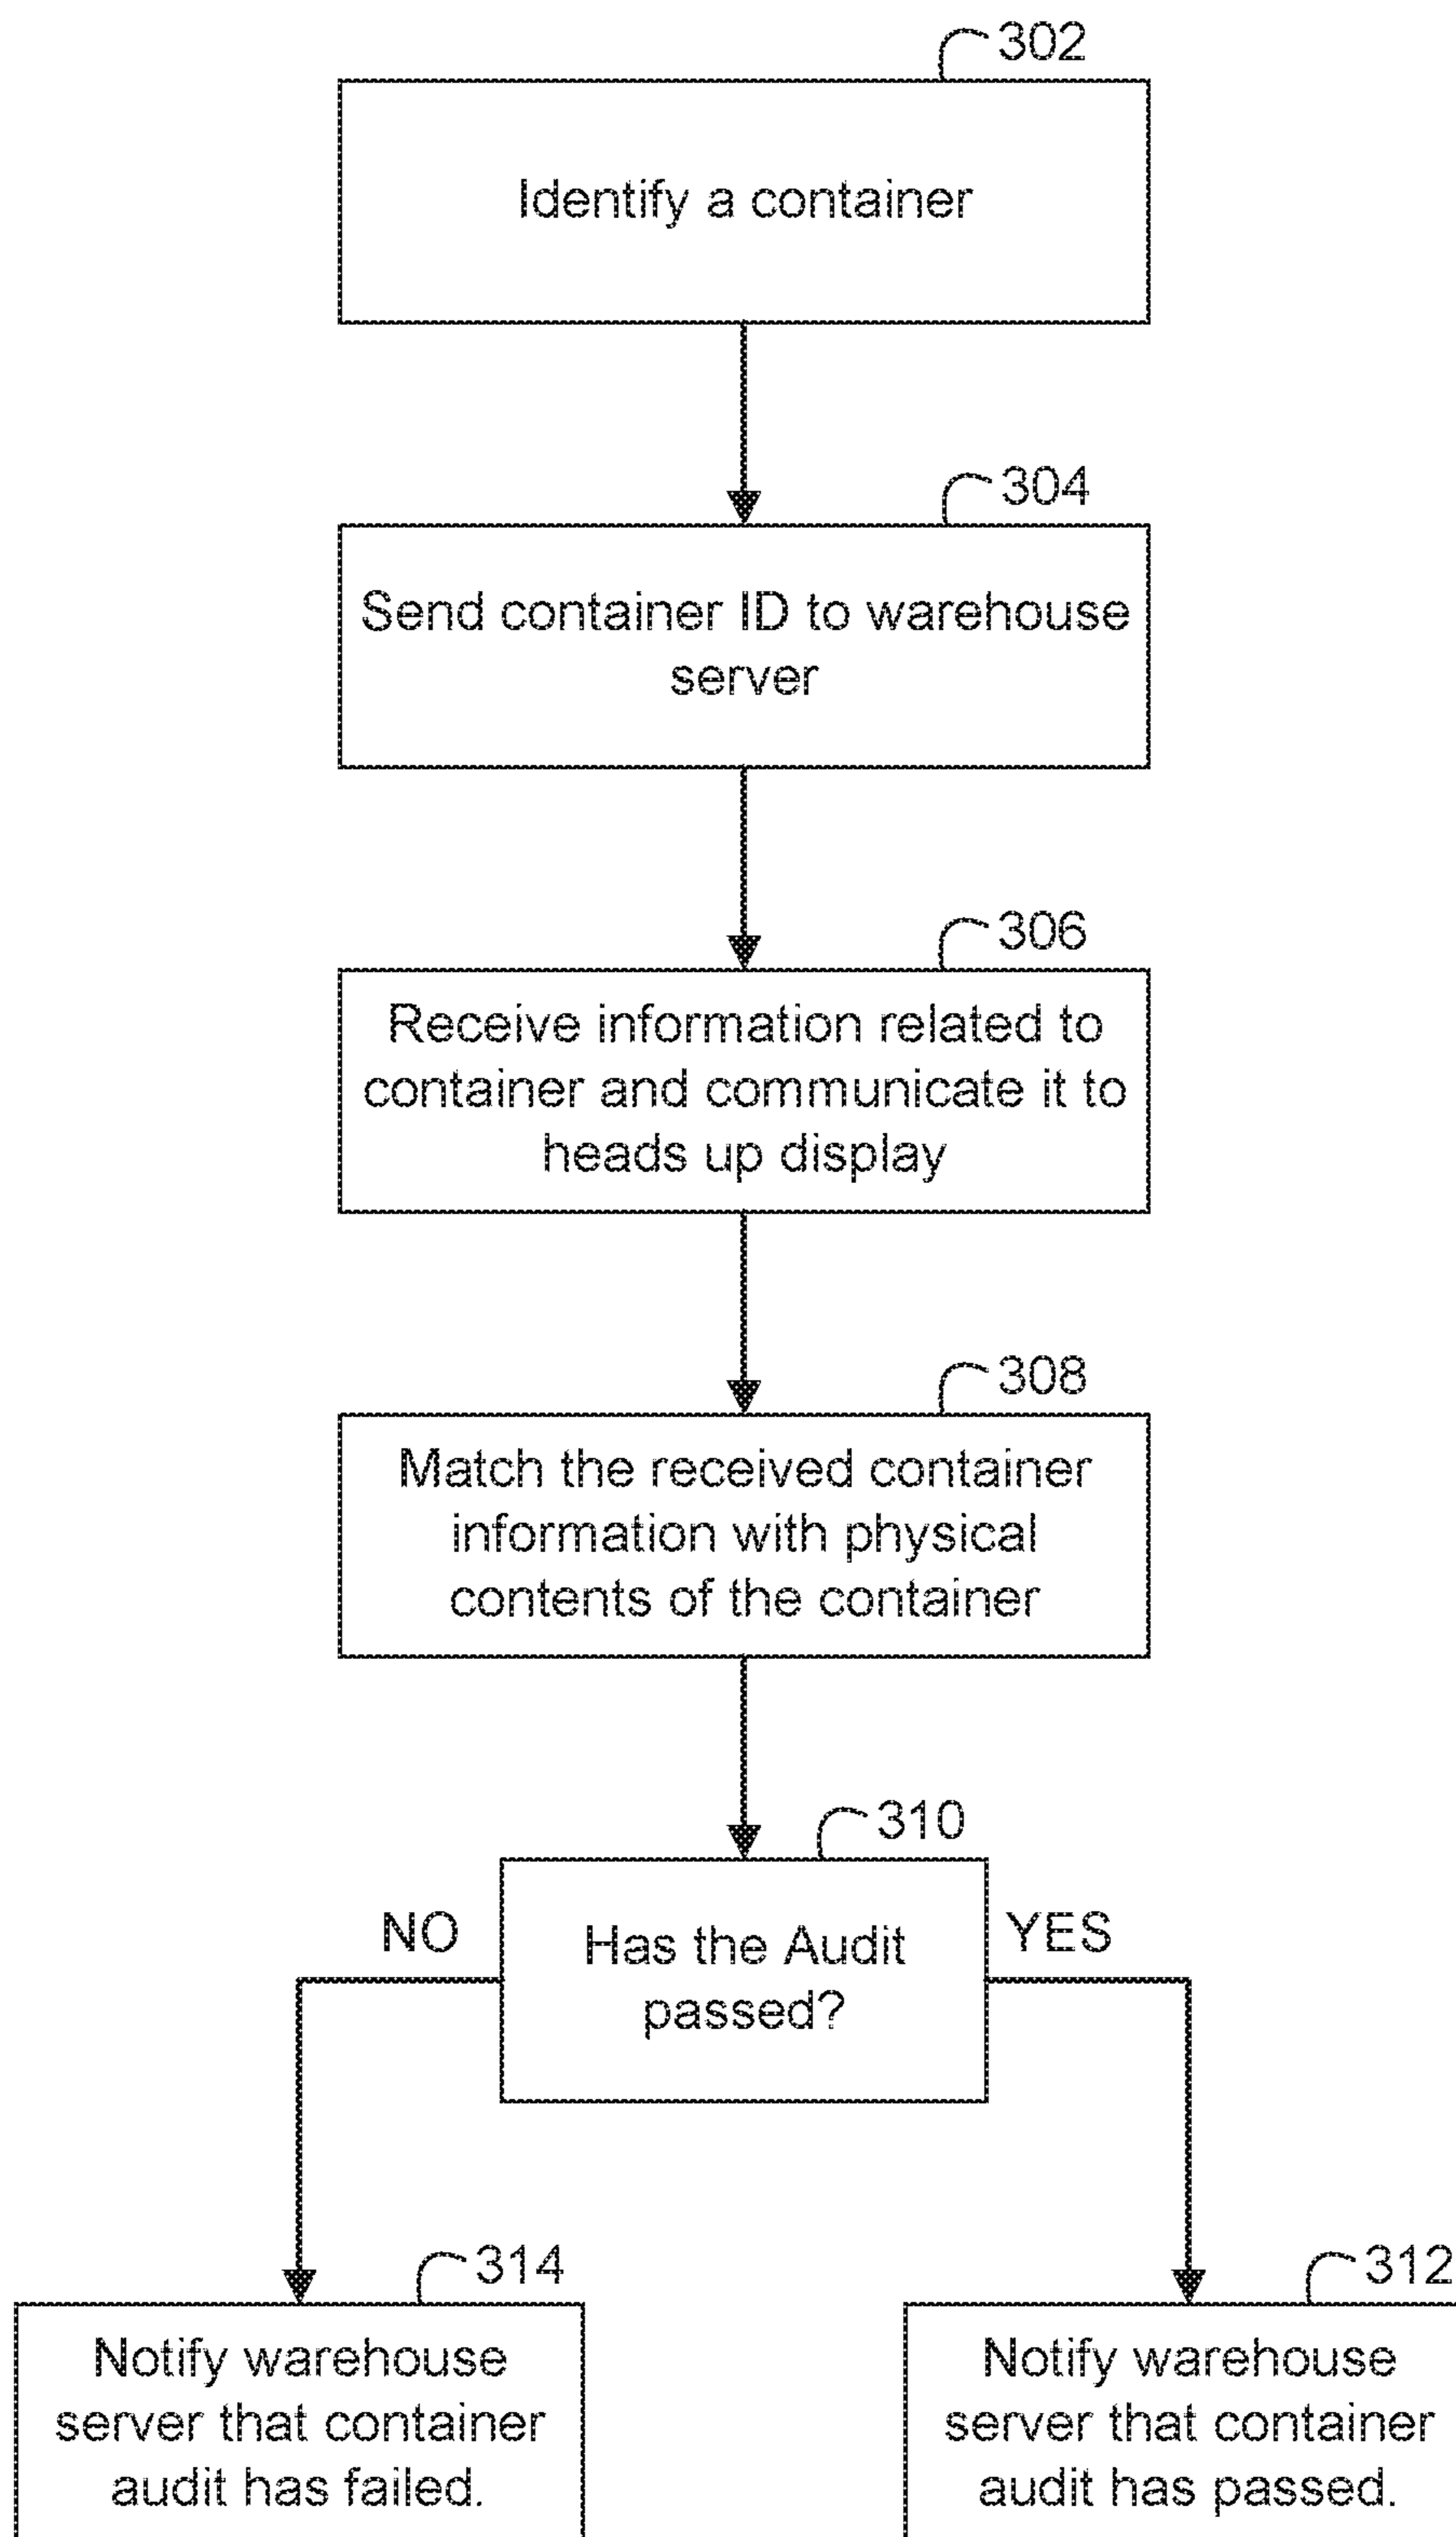 302
Identify a container
304
Send container ID to warehouse
server
306
Receive information related to
container and communicate it to
heads up display
308
Match the received container
information with physical
contents of the container
310
NO
Has the Audit
passed?
YES
314
Notify warehouse
server that container
audit has failed.
312
Notify warehouse
server that container
audit has passed.